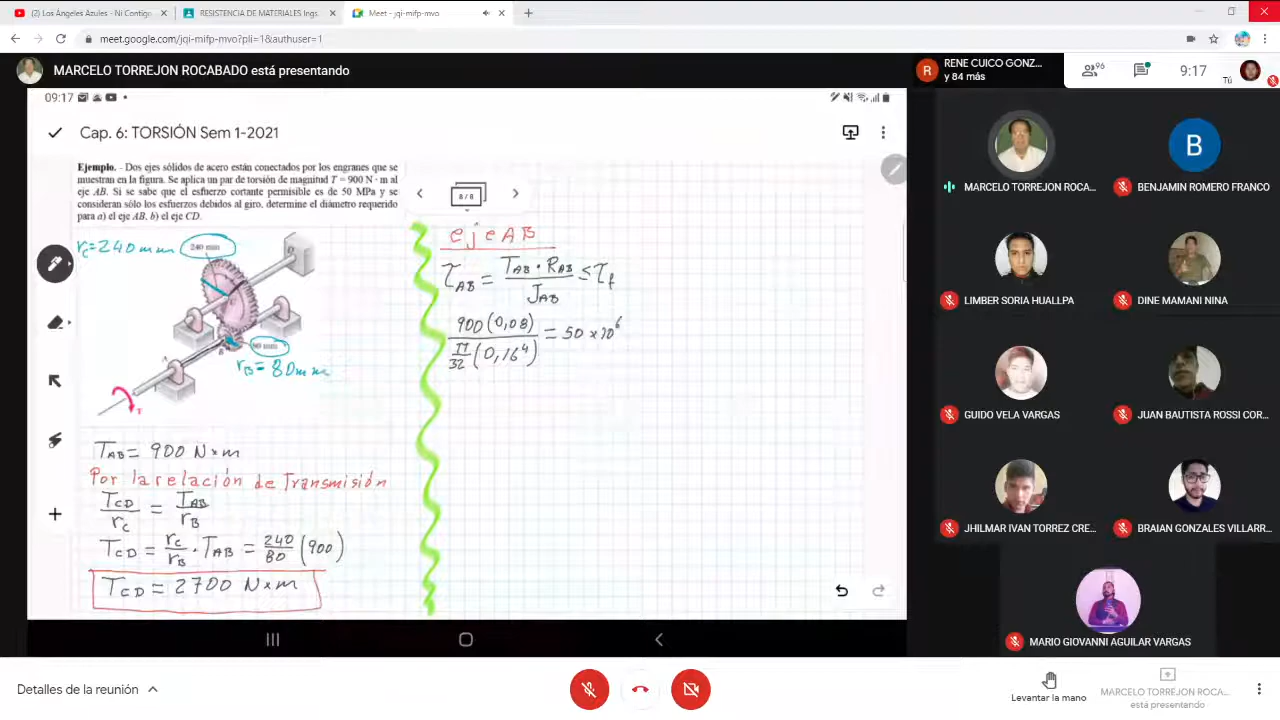 (2) Los Ángeles Azules - Ni Contigo
RESISTENCIA DE MATERIALES Ings.
Meet - jqi-mifp-mvo
meet.google.com/jqi-mifp-mvo?pli=1&authuser=1
MARCELO TORREJON ROCABADO está presentando
RENE CUICO GONZ...
y 84 más
96
9:17
Tú
09:17
Cap. 6: TORSIÓN Sem 1-2021
Ejemplo. - Dos ejes sólidos de acero están conectados por los engranes que se
muestran en la figura. Se aplica un par de torsión de magnitud T = 900 N · m al
eje AB. Si se sabe que el esfuerzo cortante permisible es de 50 MPa y se
consideran sólo los esfuerzos debidos al giro, determine el diámetro requerido
para a) el eje AB, b) el eje CD.
rC = 240 mm
240 mm
D
A
B
80 mm
rB = 80 mm
T
TAB = 900 N×m
Por la relación de Transmisión
TCD/rC = TAB/rB
TCD = rC/rB · TAB = 240/80 (900)
TCD = 2700 N×m
8/8
eje AB
τAB = TAB · RAB / JAB ≤ τf
900(0,08) / π/32 (0,16⁴) = 50 × 10⁶
MARCELO TORREJON ROCA...
B
BENJAMIN ROMERO FRANCO
LIMBER SORIA HUALLPA
DINE MAMANI NINA
GUIDO VELA VARGAS
JUAN BAUTISTA ROSSI COR...
JHILMAR IVAN TORREZ CRE...
BRAIAN GONZALES VILLARR...
MARIO GIOVANNI AGUILAR VARGAS
Detalles de la reunión
Levantar la mano
MARCELO TORREJON ROCA...
está presentando